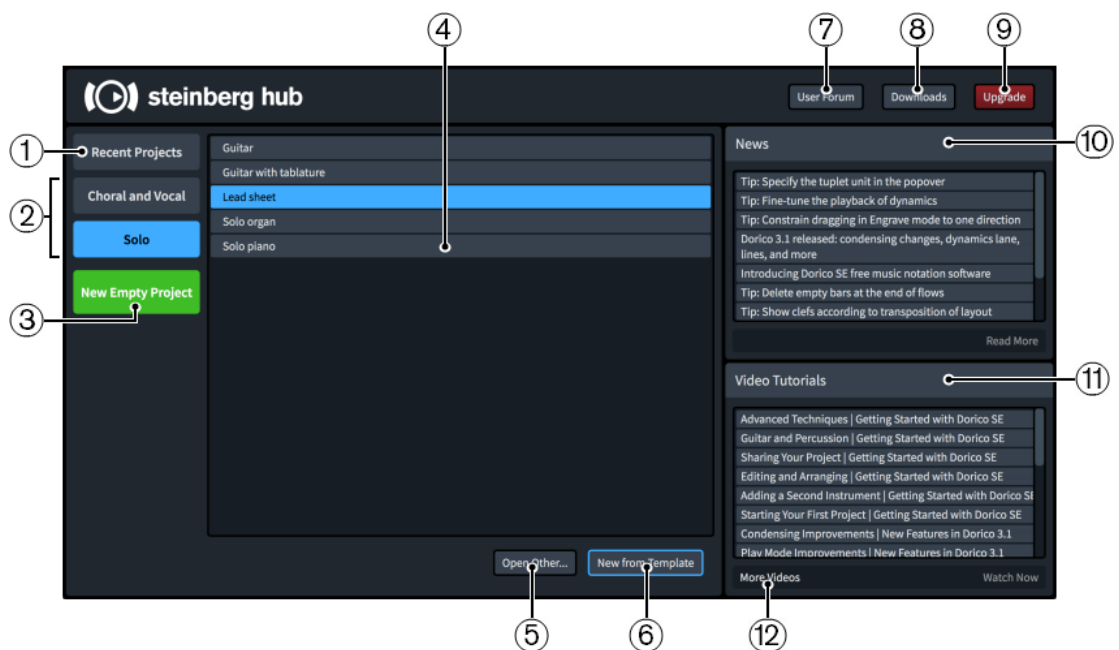 ④
⑦
⑧
⑨
steinberg hub
User Forum
Downloads
Upgrade
①
Recent Projects
②
Choral and Vocal
Solo
③
New Empty Project
Guitar
Guitar with tablature
Lead sheet
Solo organ
Solo piano
Open Other...
New from Template
⑤
⑥
News
⑩
Tip: Specify the tuplet unit in the popover
Tip: Fine-tune the playback of dynamics
Tip: Constrain dragging in Engrave mode to one direction
Dorico 3.1 released: condensing changes, dynamics lane,
lines, and more
Introducing Dorico SE free music notation software
Tip: Delete empty bars at the end of flows
Tip: Show clefs according to transposition of layout
Read More
Video Tutorials
⑪
Advanced Techniques | Getting Started with Dorico SE
Guitar and Percussion | Getting Started with Dorico SE
Sharing Your Project | Getting Started with Dorico SE
Editing and Arranging | Getting Started with Dorico SE
Adding a Second Instrument | Getting Started with Dorico SE
Starting Your First Project | Getting Started with Dorico SE
Condensing Improvements | New Features in Dorico 3.1
Play Mode Improvements | New Features in Dorico 3.1
More Videos
Watch Now
⑫